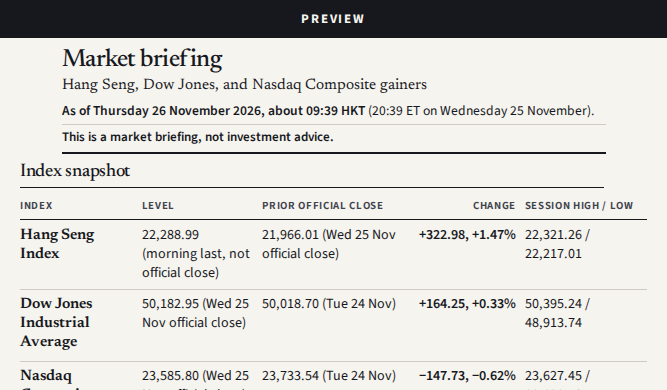 PREVIEW
Market briefing
Hang Seng, Dow Jones, and Nasdaq Composite gainers
As of Thursday 26 November 2026, about 09:39 HKT (20:39 ET on Wednesday 25 November).
This is a market briefing, not investment advice.
Index snapshot
INDEX LEVEL PRIOR OFFICIAL CLOSE CHANGE SESSION HIGH / LOW
Hang Seng 22,288.99 21,966.01 (Wed 25 Nov +322.98, +1.47% 22,321.26 /
Index (morning last, not official close) 22,217.01
official close)
Dow Jones 50,182.95 (Wed 25 50,018.70 (Tue 24 Nov) +164.25, +0.33% 50,395.24 /
Industrial Nov official close) 48,913.74
Average
Nasdaq 23,585.80 (Wed 25 23,733.54 (Tue 24 Nov) −147.73, −0.62% 23,627.45 /